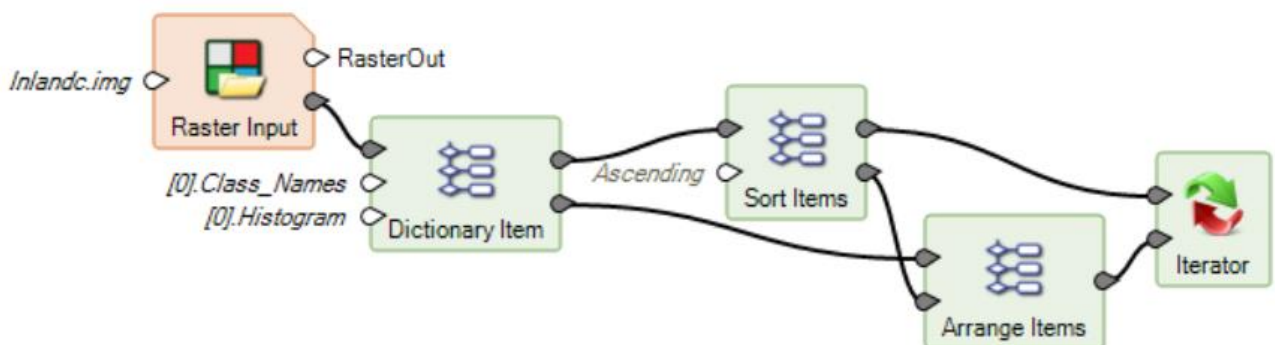 Inlandc.img
RasterOut
Raster Input
[0].Class_Names
[0].Histogram
Dictionary Item
Ascending
Sort Items
Arrange Items
Iterator